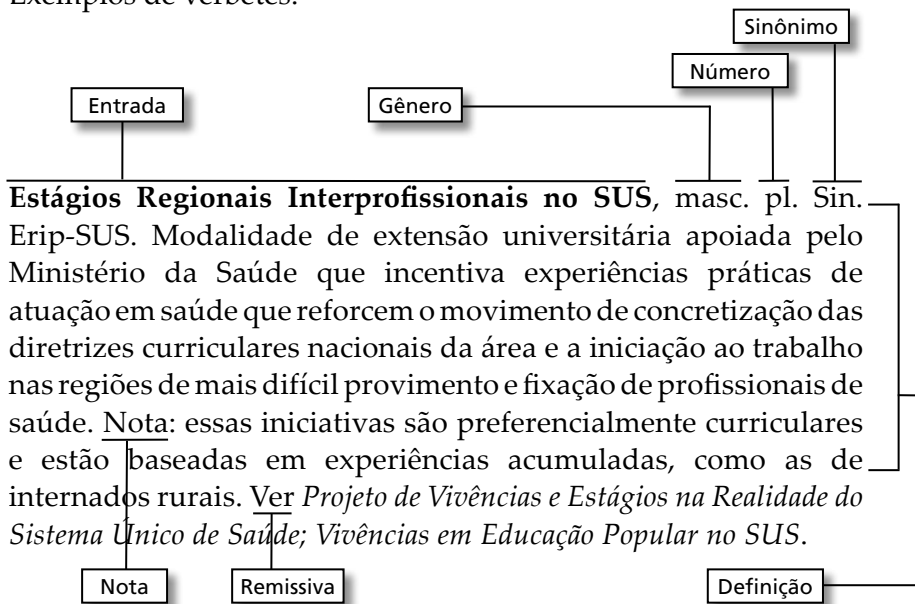 Exemplos de verbetes:
Sinônimo
Número
Entrada
Gênero
Estágios Regionais Interprofissionais no SUS, masc. pl. Sin.
Erip-SUS. Modalidade de extensão universitária apoiada pelo
Ministério da Saúde que incentiva experiências práticas de
atuação em saúde que reforcem o movimento de concretização das
diretrizes curriculares nacionais da área e a iniciação ao trabalho
nas regiões de mais difícil provimento e fixação de profissionais de
saúde. Nota: essas iniciativas são preferencialmente curriculares
e estão baseadas em experiências acumuladas, como as de
internados rurais. Ver Projeto de Vivências e Estágios na Realidade do
Sistema Único de Saúde; Vivências em Educação Popular no SUS.
Nota
Remissiva
Definição